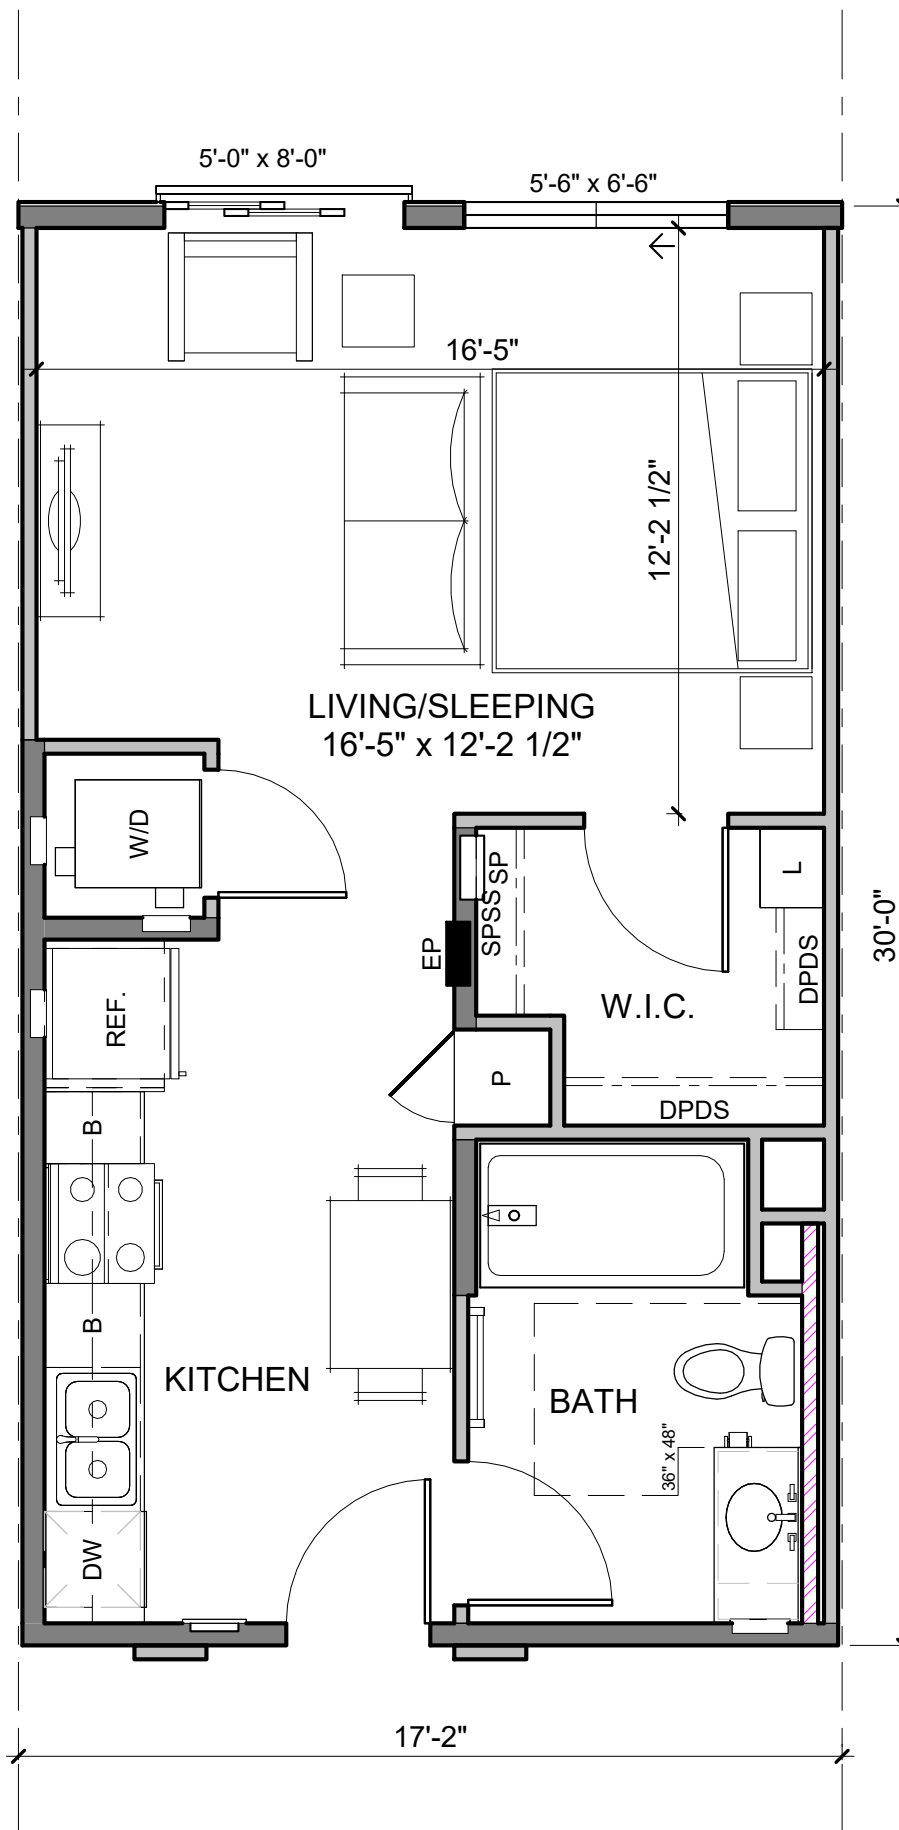 5'-0" x 8'-0"
5'-6" x 6'-6"
16'-5"
12'-2 1/2"
LIVING/SLEEPING
16'-5" x 12'-2 1/2"
W/D
SP
SPSS
L
EP
DPDS
30'-0"
REF.
W.I.C.
P
DPDS
B
B
KITCHEN
BATH
36" x 48"
DW
17'-2"